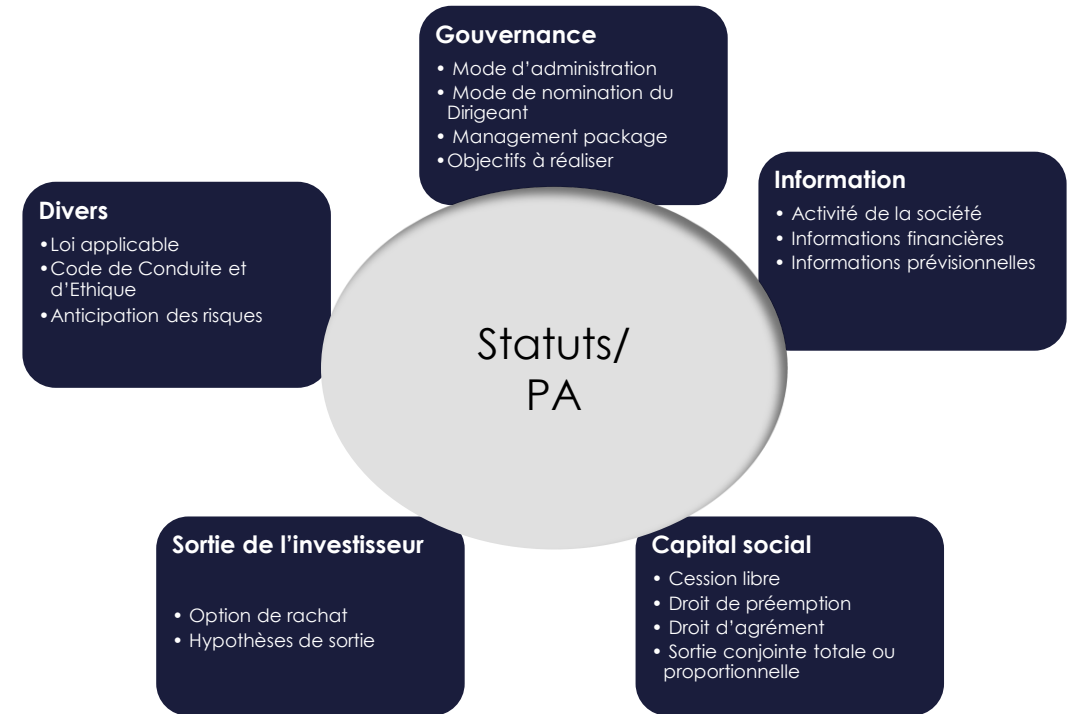 Gouvernance
• Mode d’administration
• Mode de nomination du
Dirigeant
• Management package
•Objectifs à réaliser
Information
• Activité de la société
• Informations financières
• Informations prévisionnelles
Divers
•Loi applicable
•Code de Conduite et
d’Ethique
•Anticipation des risques
Statuts/
PA
Sortie de l’investisseur
• Option de rachat
• Hypothèses de sortie
Capital social
• Cession libre
• Droit de préemption
• Droit d’agrément
• Sortie conjointe totale ou
proportionnelle